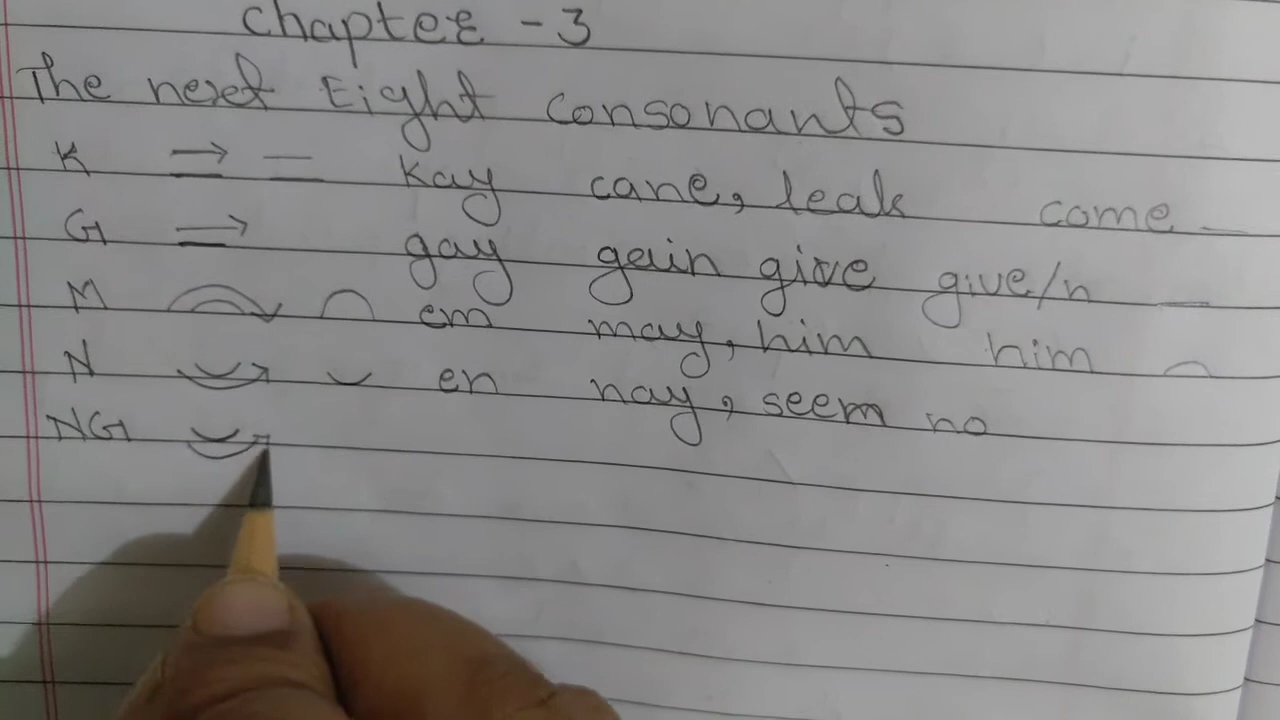 Chapter - 3
The next Eight Consonants
K Kay cane, leak come
G gay gain give give/n
M em may, him him
N en nay, seem no
NG